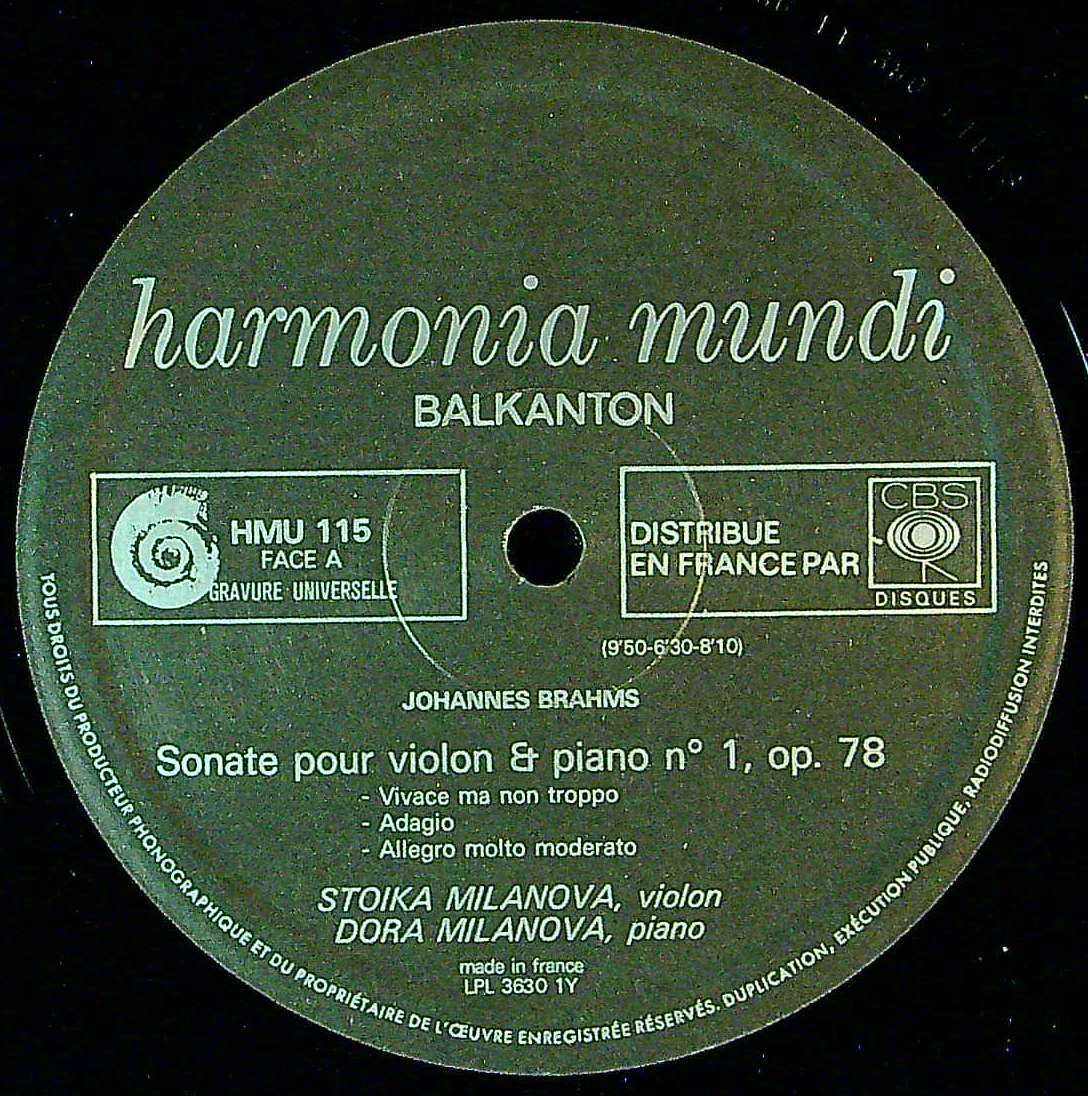 harmonia mundi
BALKANTON
HMU 115
FACE A
GRAVURE UNIVERSELLE
DISTRIBUE
EN FRANCE PAR
CBS
DISQUES
(9'50-6'30-8'10)
JOHANNES BRAHMS
Sonate pour violon & piano n° 1, op. 78
- Vivace ma non troppo
- Adagio
- Allegro molto moderato
STOIKA MILANOVA, violon
DORA MILANOVA, piano
made in france
LPL 3630 1Y
TOUS DROITS DU PRODUCTEUR PHONOGRAPHIQUE ET DU PROPRIÉTAIRE DE L'ŒUVRE ENREGISTRÉE RÉSERVÉS. DUPLICATION, EXÉCUTION PUBLIQUE, RADIODIFFUSION INTERDITES